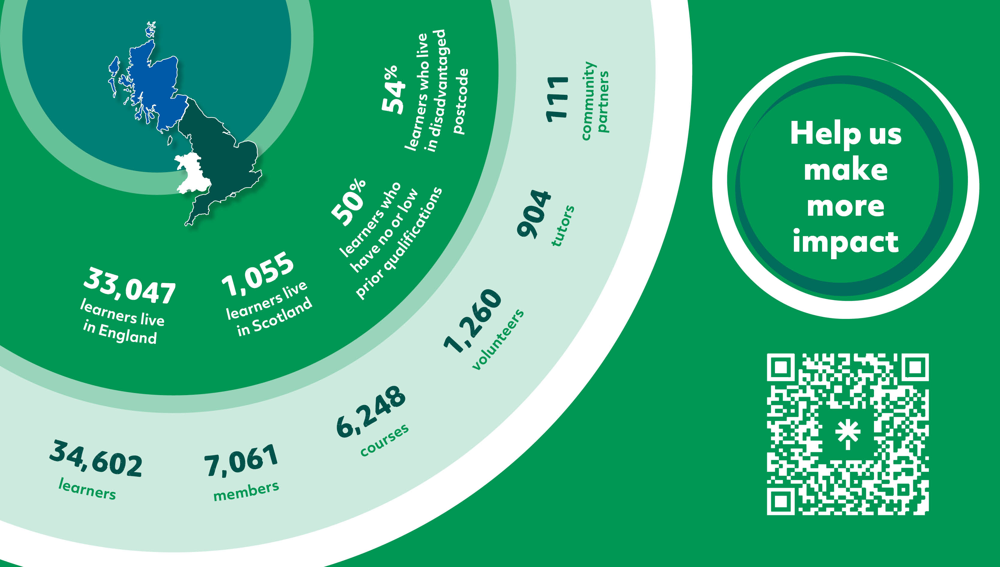 33,047
learners live
in England
1,055
learners live
in Scotland
50%
learners who
have no or low
prior qualifications
54%
learners who live
in disadvantaged
postcode
34,602
learners
7,061
members
6,248
courses
1,260
volunteers
904
tutors
111
community
partners
Help us
make
more
impact